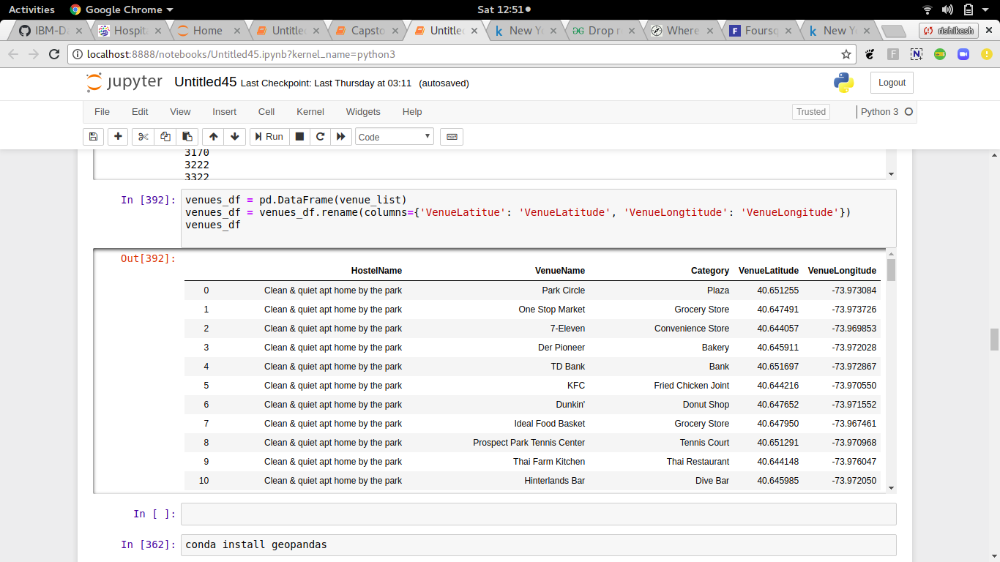 Activities Google Chrome Sat 12:51
IBM-Da Hospita Home Untitle Capsto Untitle New Yo Drop r Where Foursq New Y rishikesh
localhost:8888/notebooks/Untitled45.ipynb?kernel_name=python3
jupyter Untitled45 Last Checkpoint: Last Thursday at 03:11 (autosaved) Logout
File Edit View Insert Cell Kernel Widgets Help Trusted Python 3
Run Code
3170
3222
3322
In [392]: venues_df = pd.DataFrame(venue_list)
venues_df = venues_df.rename(columns={'VenueLatitue': 'VenueLatitude', 'VenueLongtitude': 'VenueLongitude'})
venues_df
Out[392]:
HostelName VenueName Category VenueLatitude VenueLongitude
0 Clean & quiet apt home by the park Park Circle Plaza 40.651255 -73.973084
1 Clean & quiet apt home by the park One Stop Market Grocery Store 40.647491 -73.973726
2 Clean & quiet apt home by the park 7-Eleven Convenience Store 40.644057 -73.969853
3 Clean & quiet apt home by the park Der Pioneer Bakery 40.645911 -73.972028
4 Clean & quiet apt home by the park TD Bank Bank 40.651697 -73.972867
5 Clean & quiet apt home by the park KFC Fried Chicken Joint 40.644216 -73.970550
6 Clean & quiet apt home by the park Dunkin' Donut Shop 40.647652 -73.971552
7 Clean & quiet apt home by the park Ideal Food Basket Grocery Store 40.647950 -73.967461
8 Clean & quiet apt home by the park Prospect Park Tennis Center Tennis Court 40.651291 -73.970968
9 Clean & quiet apt home by the park Thai Farm Kitchen Thai Restaurant 40.644148 -73.976047
10 Clean & quiet apt home by the park Hinterlands Bar Dive Bar 40.645985 -73.972050
In [ ]:
In [362]: conda install geopandas